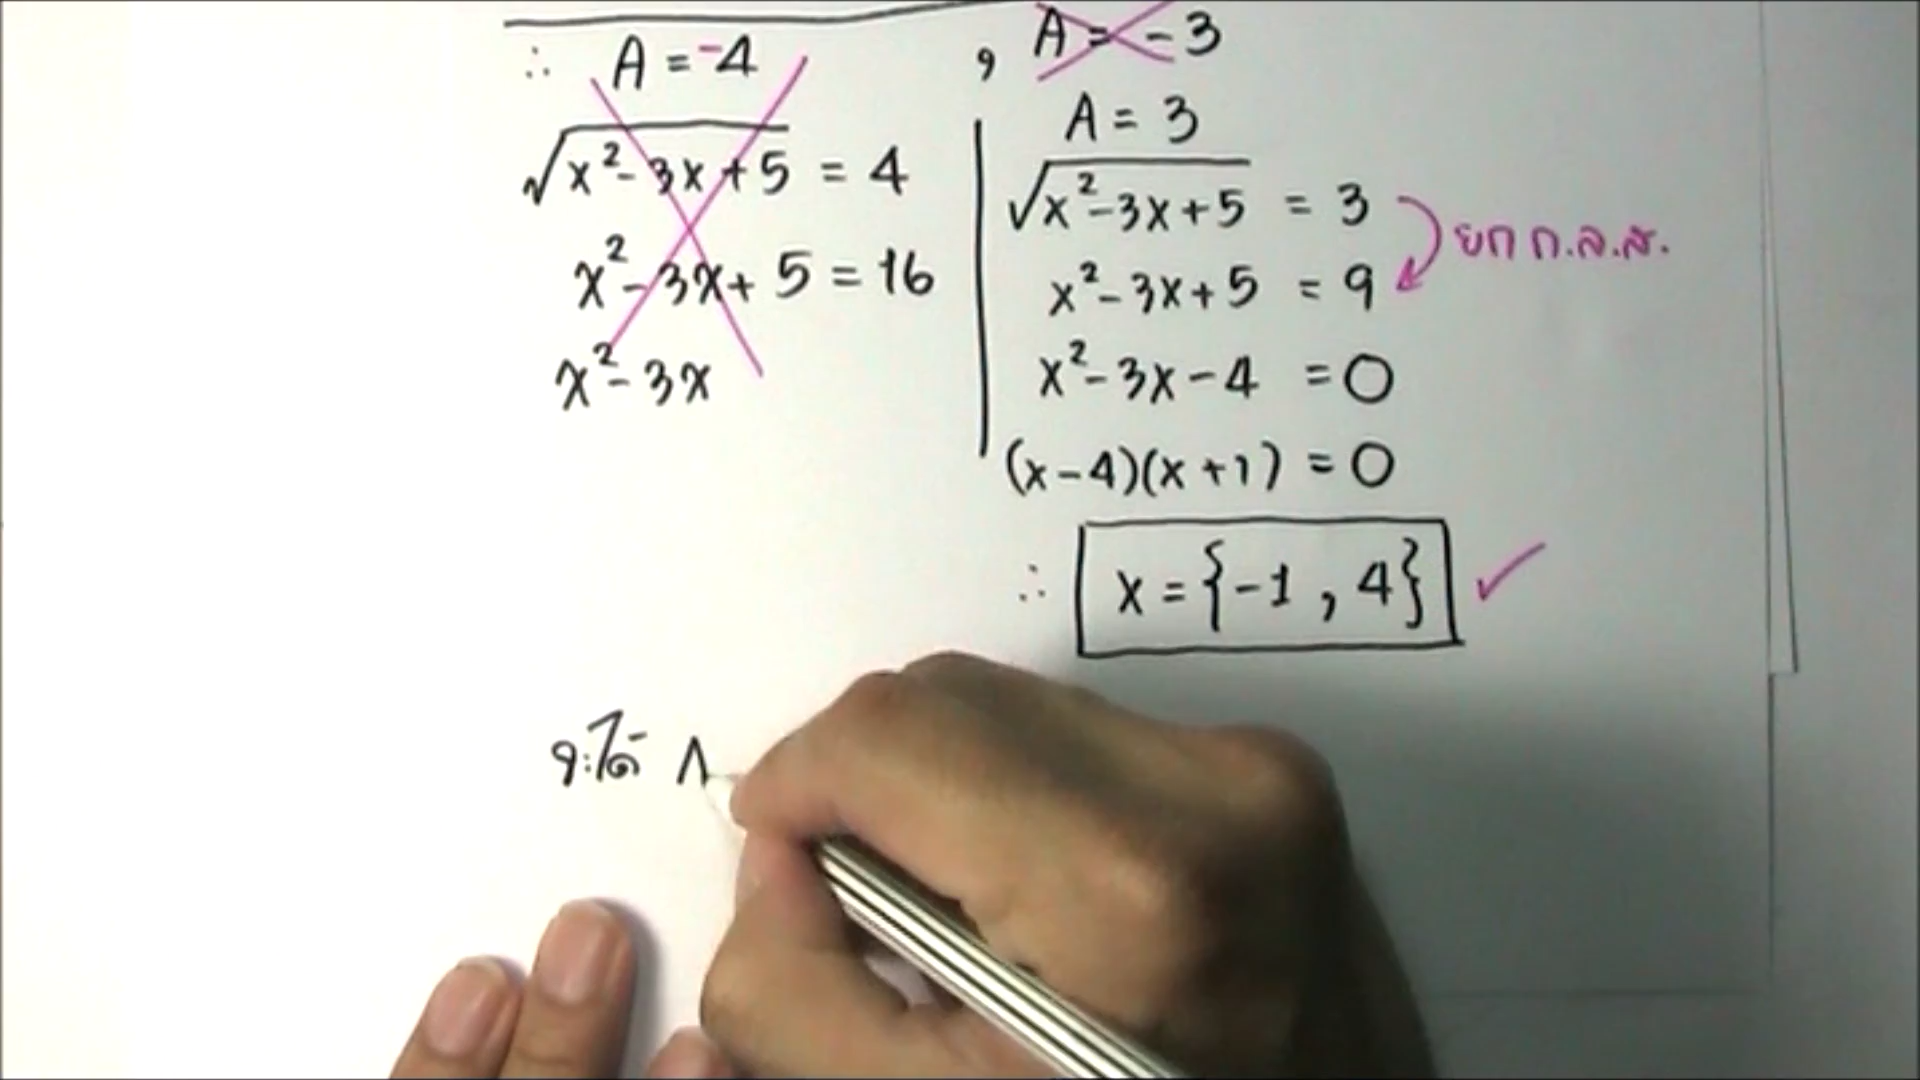 ∴ A = -4 , A = -3
A = 3
√x²-3x+5 = 4
x²-3x+5 = 16
x²-3x
√x²-3x+5 = 3
ยก ก.ล.ส.
x²-3x+5 = 9
x²-3x-4 = 0
(x-4)(x+1) = 0
∴ x = {-1, 4} ✓
จะได้